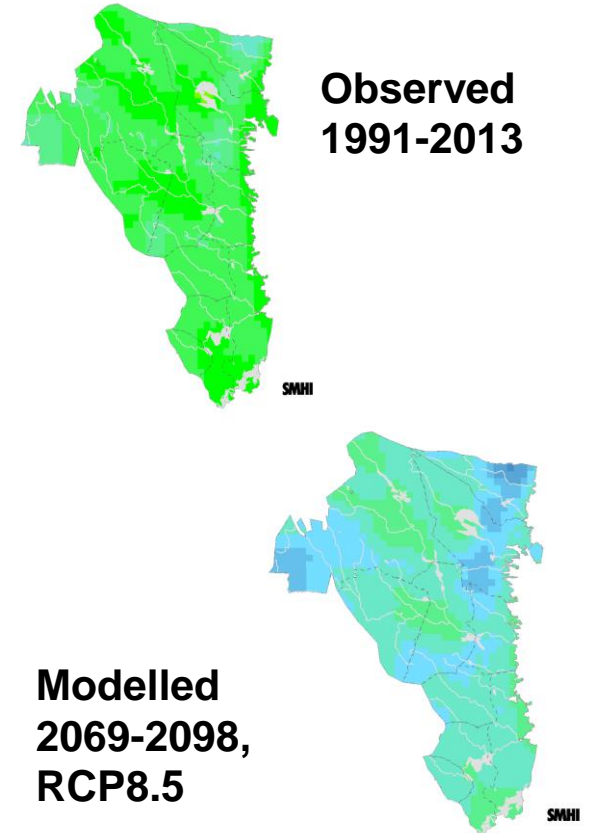 Observed
1991-2013
SMHI
Modelled
2069-2098,
RCP8.5
SMHI